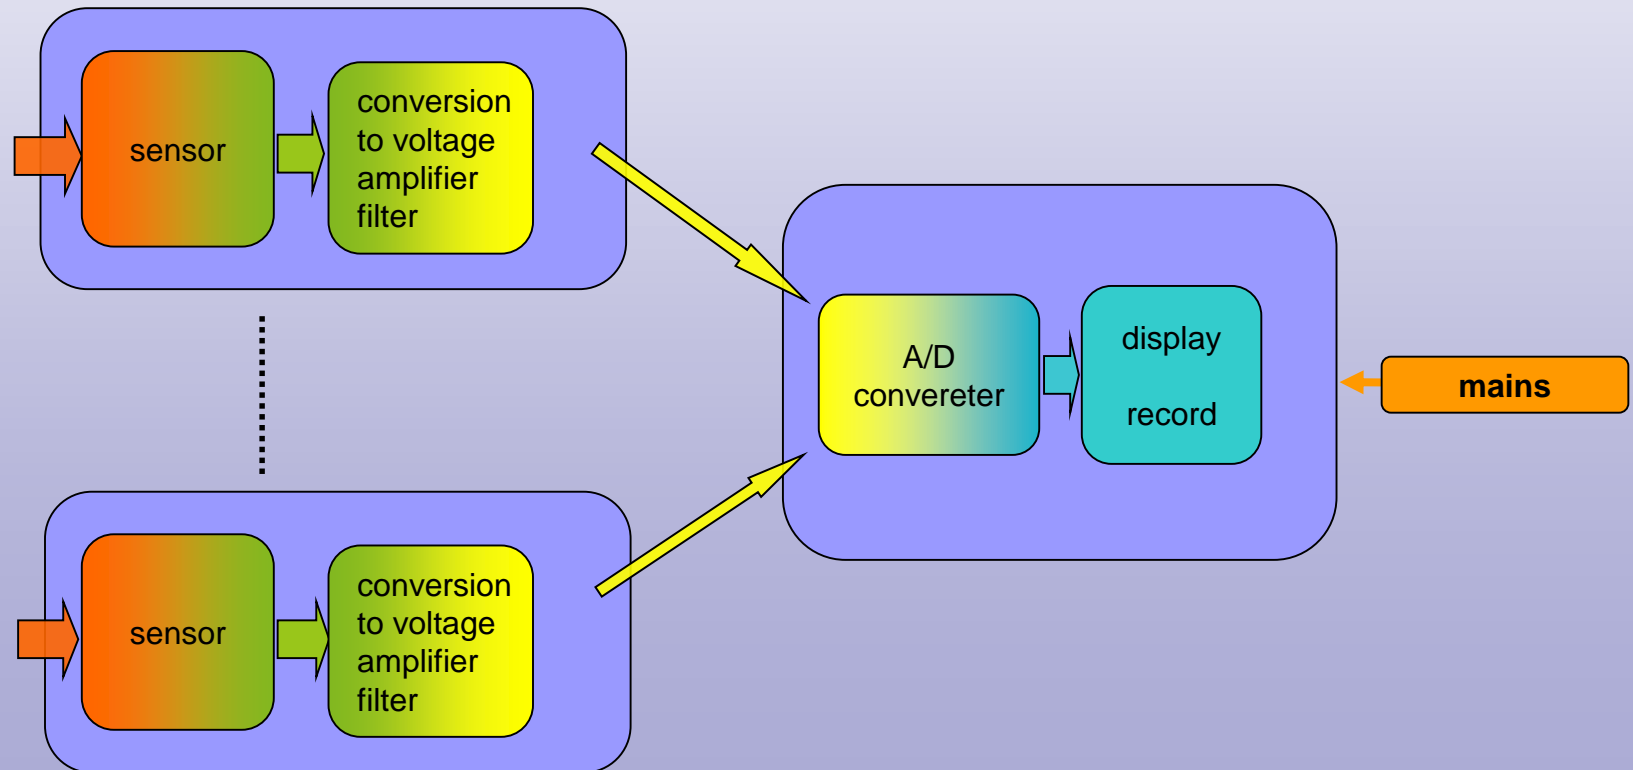 sensor
conversion
to voltage
amplifier
filter
A/D
convereter
display
record
mains
sensor
conversion
to voltage
amplifier
filter